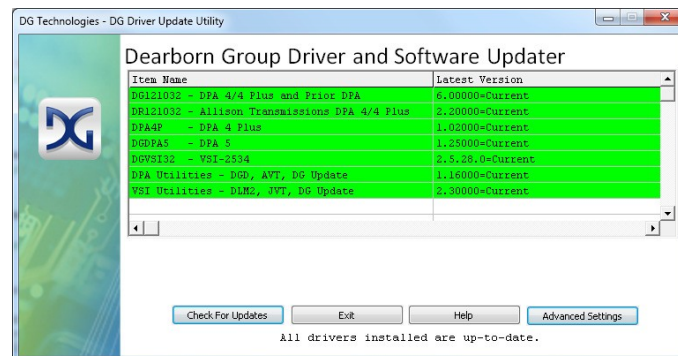 DG Technologies - DG Driver Update Utility
Dearborn Group Driver and Software Updater
Item Name Latest Version
DG121032 - DPA 4/4 Plus and Prior DPA 6.00000=Current
DR121032 - Allison Transmissions DPA 4/4 Plus 2.20000=Current
DPA4P - DPA 4 Plus 1.02000=Current
DGDPA5 - DPA 5 1.25000=Current
DGVSI32 - VSI-2534 2.5.28.0=Current
DPA Utilities - DGD, AVT, DG Update 1.16000=Current
VSI Utilities - DLM2, JVT, DG Update 2.30000=Current
DG
Check For Updates Exit Help Advanced Settings
All drivers installed are up-to-date.